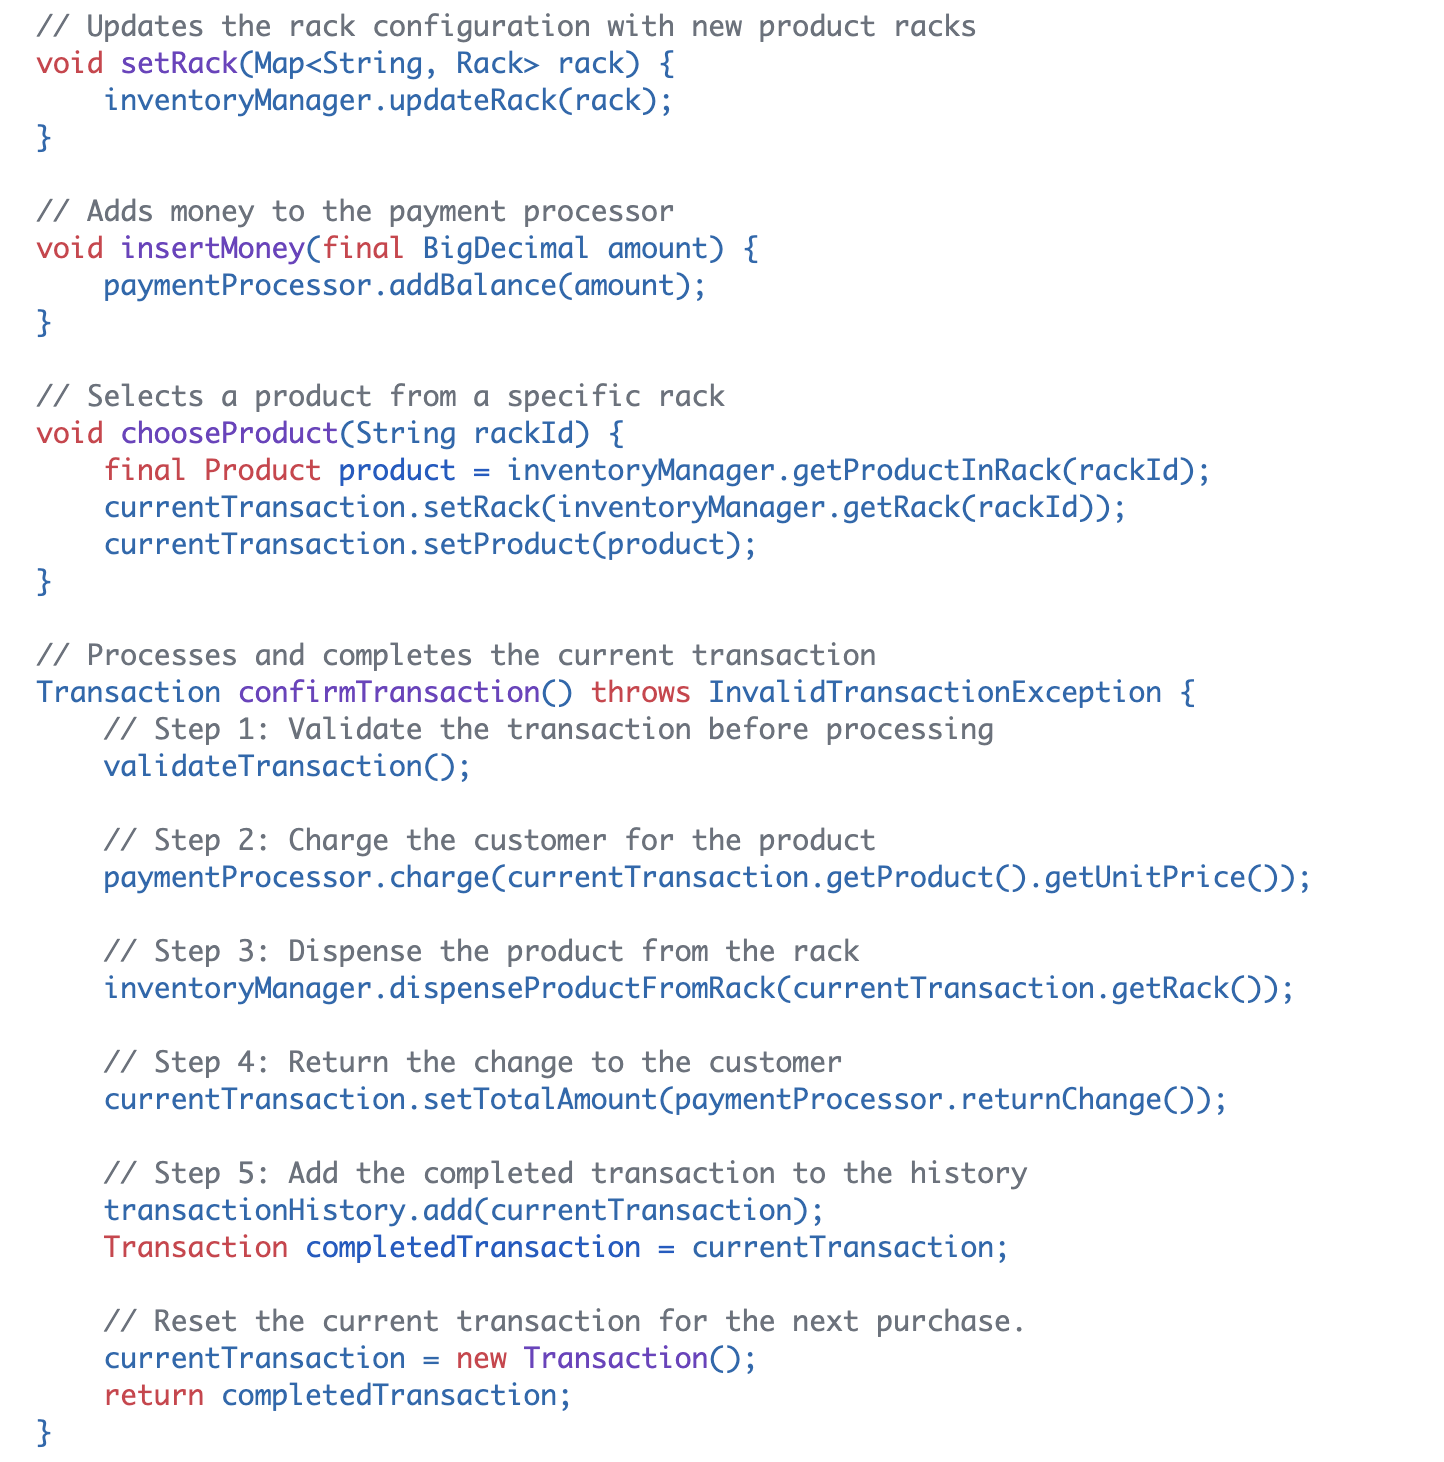 // Updates the rack configuration with new product racks
void setRack(Map<String, Rack> rack) {
    inventoryManager.updateRack(rack);
}

// Adds money to the payment processor
void insertMoney(final BigDecimal amount) {
    paymentProcessor.addBalance(amount);
}

// Selects a product from a specific rack
void chooseProduct(String rackId) {
    final Product product = inventoryManager.getProductInRack(rackId);
    currentTransaction.setRack(inventoryManager.getRack(rackId));
    currentTransaction.setProduct(product);
}

// Processes and completes the current transaction
Transaction confirmTransaction() throws InvalidTransactionException {
    // Step 1: Validate the transaction before processing
    validateTransaction();

    // Step 2: Charge the customer for the product
    paymentProcessor.charge(currentTransaction.getProduct().getUnitPrice());

    // Step 3: Dispense the product from the rack
    inventoryManager.dispenseProductFromRack(currentTransaction.getRack());

    // Step 4: Return the change to the customer
    currentTransaction.setTotalAmount(paymentProcessor.returnChange());

    // Step 5: Add the completed transaction to the history
    transactionHistory.add(currentTransaction);
    Transaction completedTransaction = currentTransaction;

    // Reset the current transaction for the next purchase.
    currentTransaction = new Transaction();
    return completedTransaction;
}